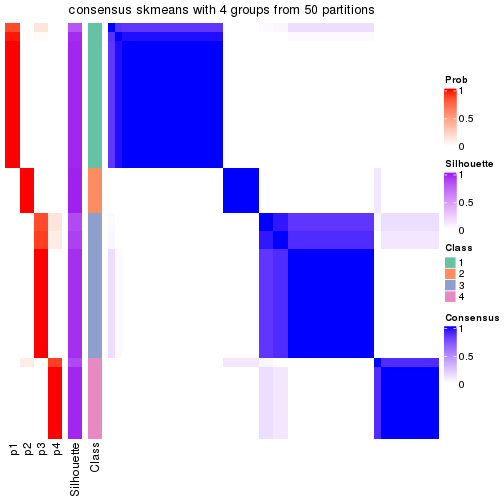 consensus skmeans with 4 groups from 50 partitions
Prob
1
0.5
0
Silhouette
1
0.5
0
Class
1
2
3
4
Consensus
1
0.5
0
p1
p2
p3
p4
Silhouette
Class